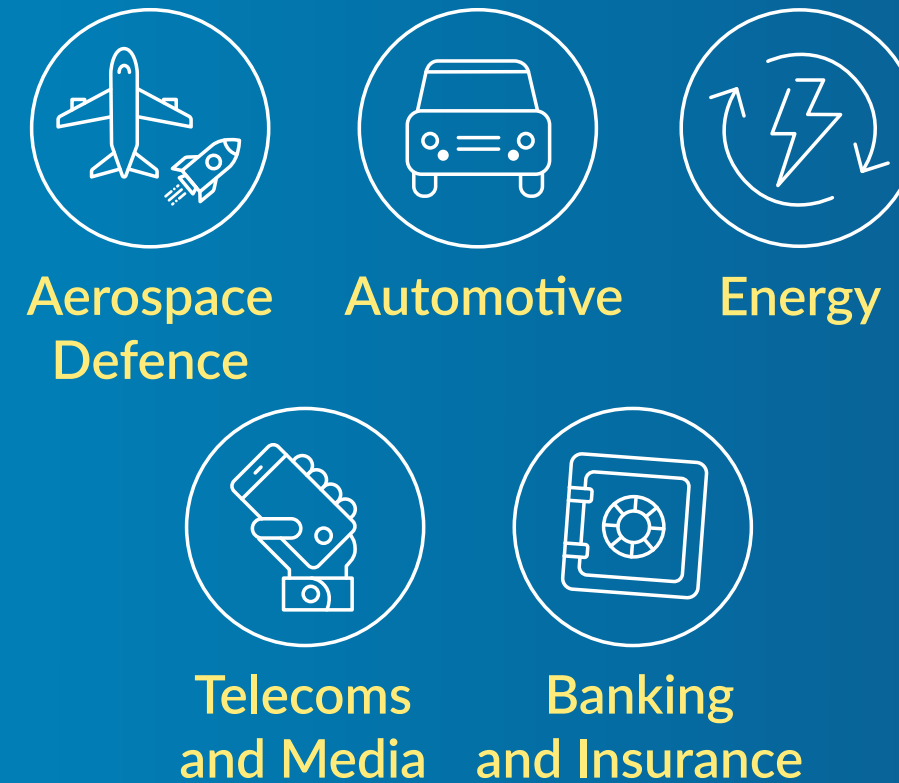 Aerospace
Defence
Automotive
Energy
Telecoms
and Media
Banking
and Insurance